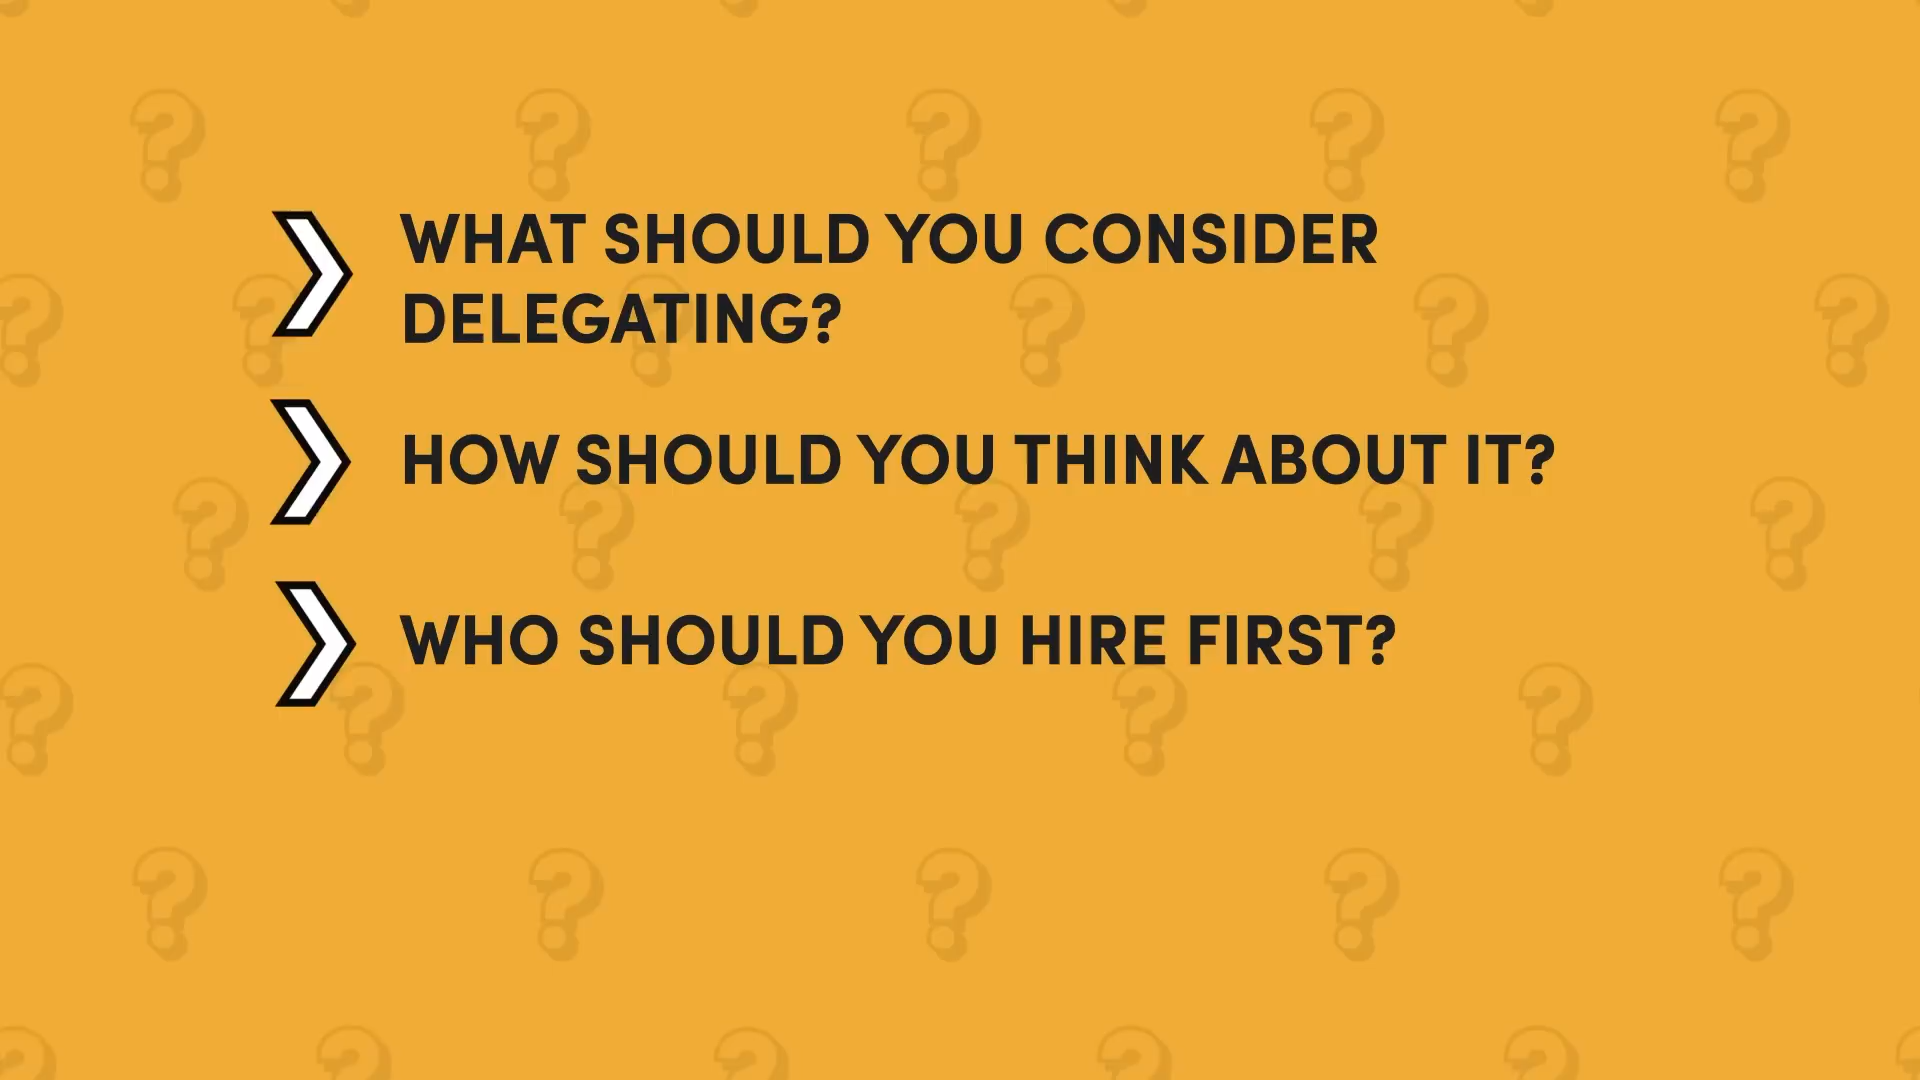 WHAT SHOULD YOU CONSIDER
DELEGATING?
HOW SHOULD YOU THINK ABOUT IT?
WHO SHOULD YOU HIRE FIRST?